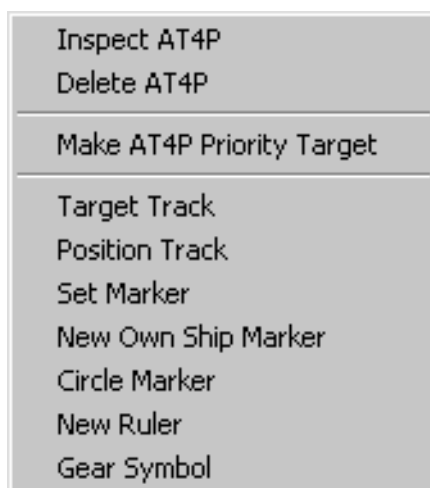 Inspect AT4P
Delete AT4P
Make AT4P Priority Target
Target Track
Position Track
Set Marker
New Own Ship Marker
Circle Marker
New Ruler
Gear Symbol